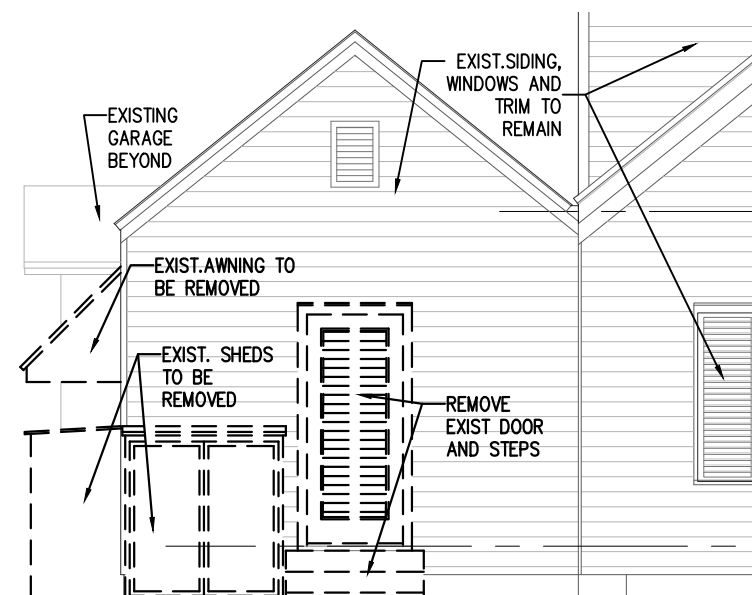 EXIST.SIDING,
WINDOWS AND
TRIM TO
REMAIN
EXISTING
GARAGE
BEYOND
EXIST.AWNING TO
BE REMOVED
EXIST. SHEDS
TO BE
REMOVED
REMOVE
EXIST DOOR
AND STEPS